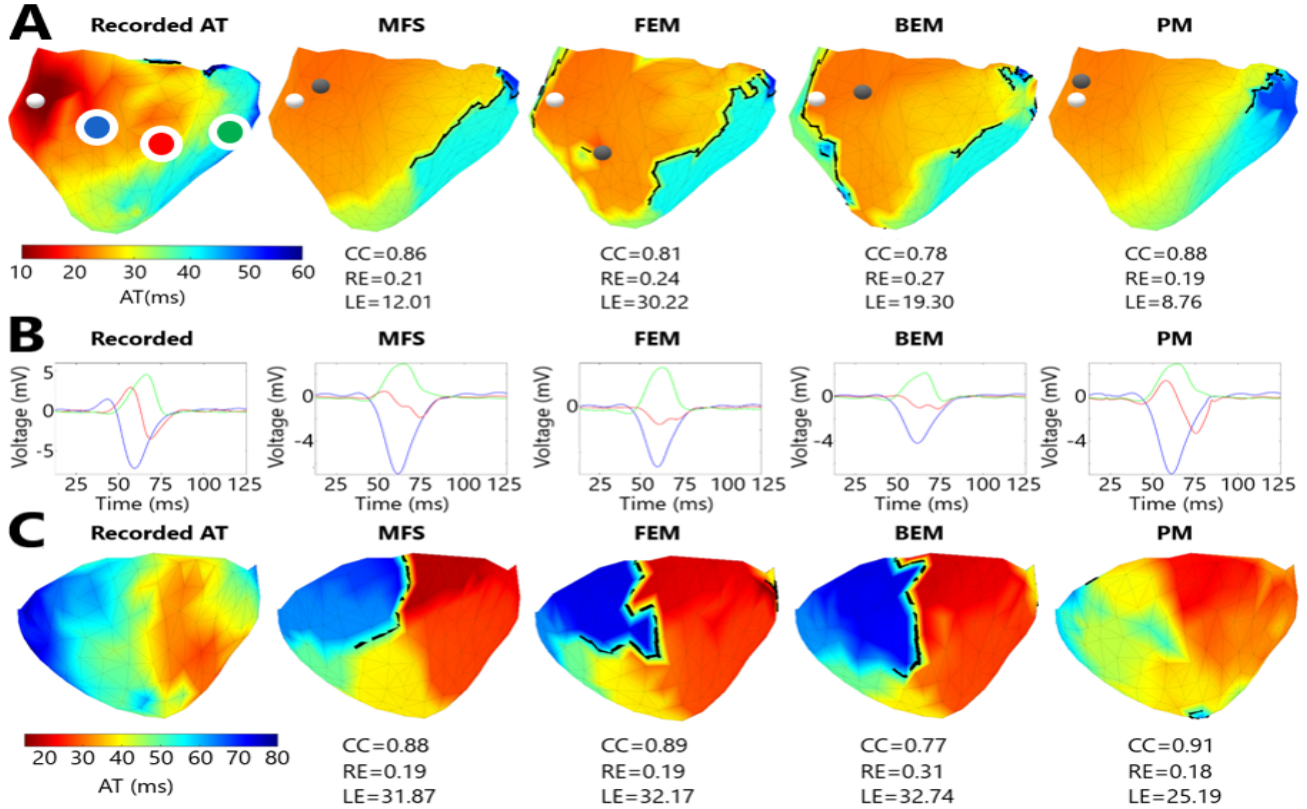 A Recorded AT MFS FEM BEM PM
10 20 30 40 50 60
AT(ms)
CC=0.86 CC=0.81 CC=0.78 CC=0.88
RE=0.21 RE=0.24 RE=0.27 RE=0.19
LE=12.01 LE=30.22 LE=19.30 LE=8.76
B Recorded MFS FEM BEM PM
Voltage (mV) 5 0 -5 Voltage (mV) 0 -4 Voltage (mV) 0 Voltage (mV) 0 -4 Voltage (mV) 0 -4
25 50 75 100 125 25 50 75 100 125 25 50 75 100 125 25 50 75 100 125 25 50 75 100 125
Time (ms) Time (ms) Time (ms) Time (ms) Time (ms)
C Recorded AT MFS FEM BEM PM
20 30 40 50 60 70 80
AT (ms)
CC=0.88 CC=0.89 CC=0.77 CC=0.91
RE=0.19 RE=0.19 RE=0.31 RE=0.18
LE=31.87 LE=32.17 LE=32.74 LE=25.19